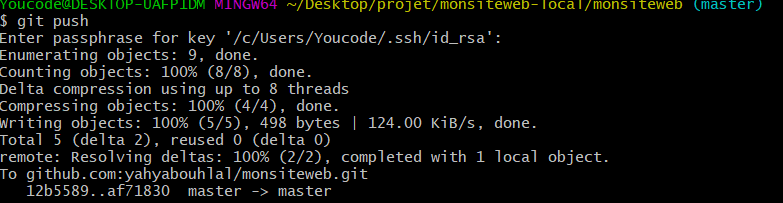 Youcode@DESKTOP-UAFPIDM MINGW64 ~/Desktop/projet/monsiteweb-local/monsiteweb (master)
$ git push
Enter passphrase for key '/c/Users/Youcode/.ssh/id_rsa':
Enumerating objects: 9, done.
Counting objects: 100% (8/8), done.
Delta compression using up to 8 threads
Compressing objects: 100% (4/4), done.
Writing objects: 100% (5/5), 498 bytes | 124.00 KiB/s, done.
Total 5 (delta 2), reused 0 (delta 0)
remote: Resolving deltas: 100% (2/2), completed with 1 local object.
To github.com:yahyabouhlal/monsiteweb.git
   12b5589..af71830  master -> master